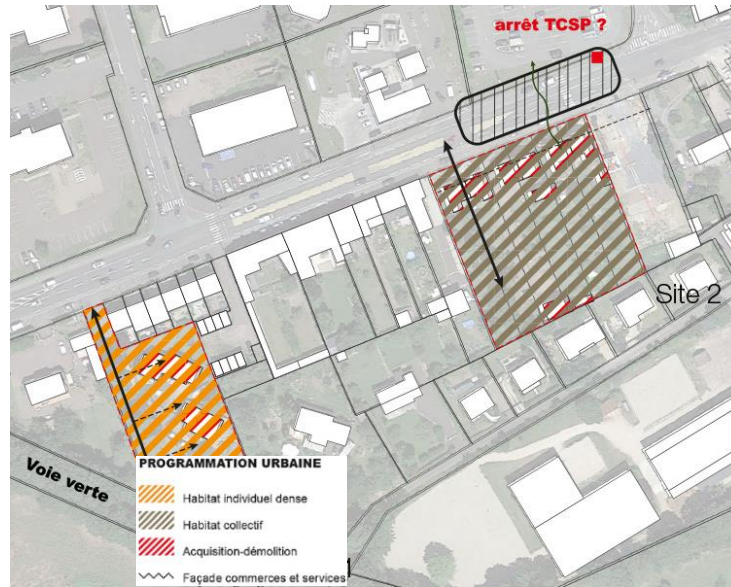 arrêt TCSP ?
Site 2
Voie verte
PROGRAMMATION URBAINE
Habitat individuel dense
Habitat collectif
Acquisition-démolition
Façade commerces et services